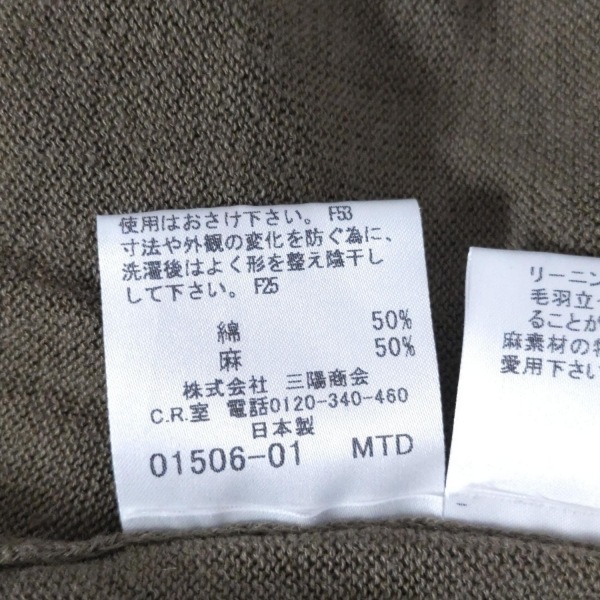 使用はおさけ下さい。 F53
寸法や外観の変化を防ぐ為に、
洗濯後はよく形を整え陰干し
して下さい。 F25
綿 50%
麻 50%
株式会社 三陽商会
C.R.室 電話0120-340-460
日本製
01506-01 MTD
リーニン
毛羽立
ることが
麻素材の
愛用下さい